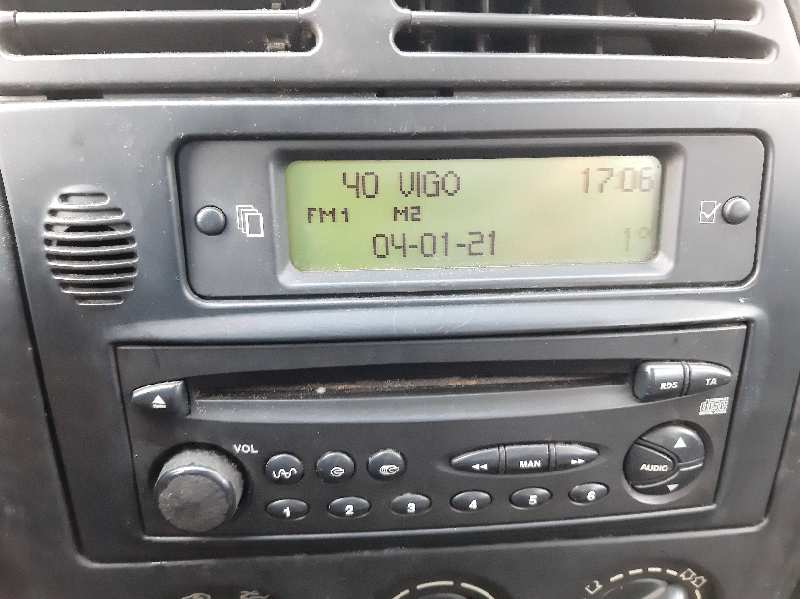 40 VIGO 17:06
FM1 M2
04-01-21 1°
RDS TA
disc
VOL
MAN
AUDIO
1 2 3 4 5 6